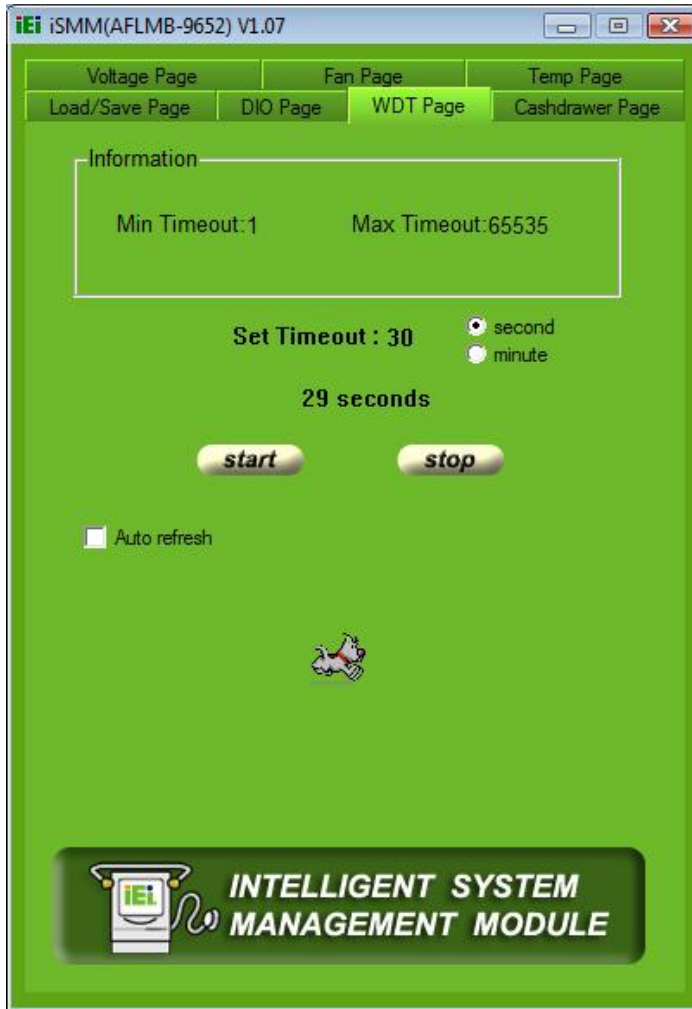 iEi iSMM(AFLMB-9652) V1.07
Voltage Page Fan Page Temp Page
Load/Save Page DIO Page WDT Page Cashdrawer Page
Information
Min Timeout:1 Max Timeout:65535
Set Timeout : 30 second
minute
29 seconds
start stop
Auto refresh
iEi
INTELLIGENT SYSTEM
MANAGEMENT MODULE